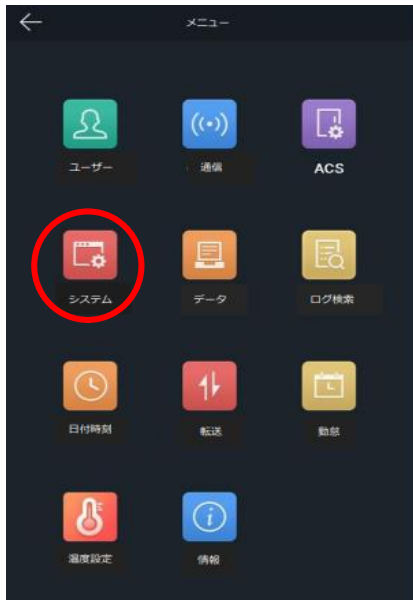 メニュー
ユーザー
通信
ACS
システム
データ
ログ検索
日付時刻
転送
勤怠
温度設定
情報